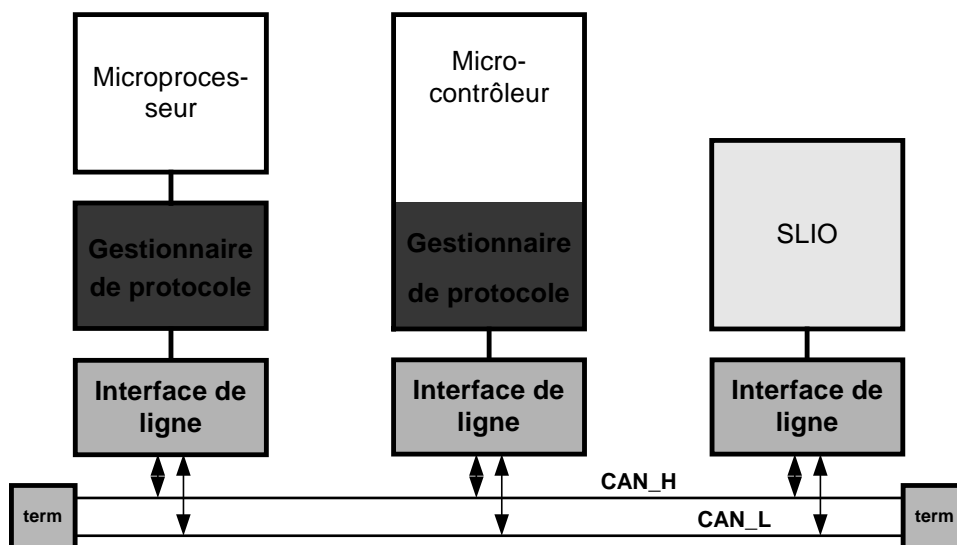 Microproces-
seur
Gestionnaire
de protocole
Interface de
ligne
Micro-
contrôleur
Gestionnaire
de protocole
Interface de
ligne
SLIO
Interface de
ligne
CAN_H
CAN_L
term
term